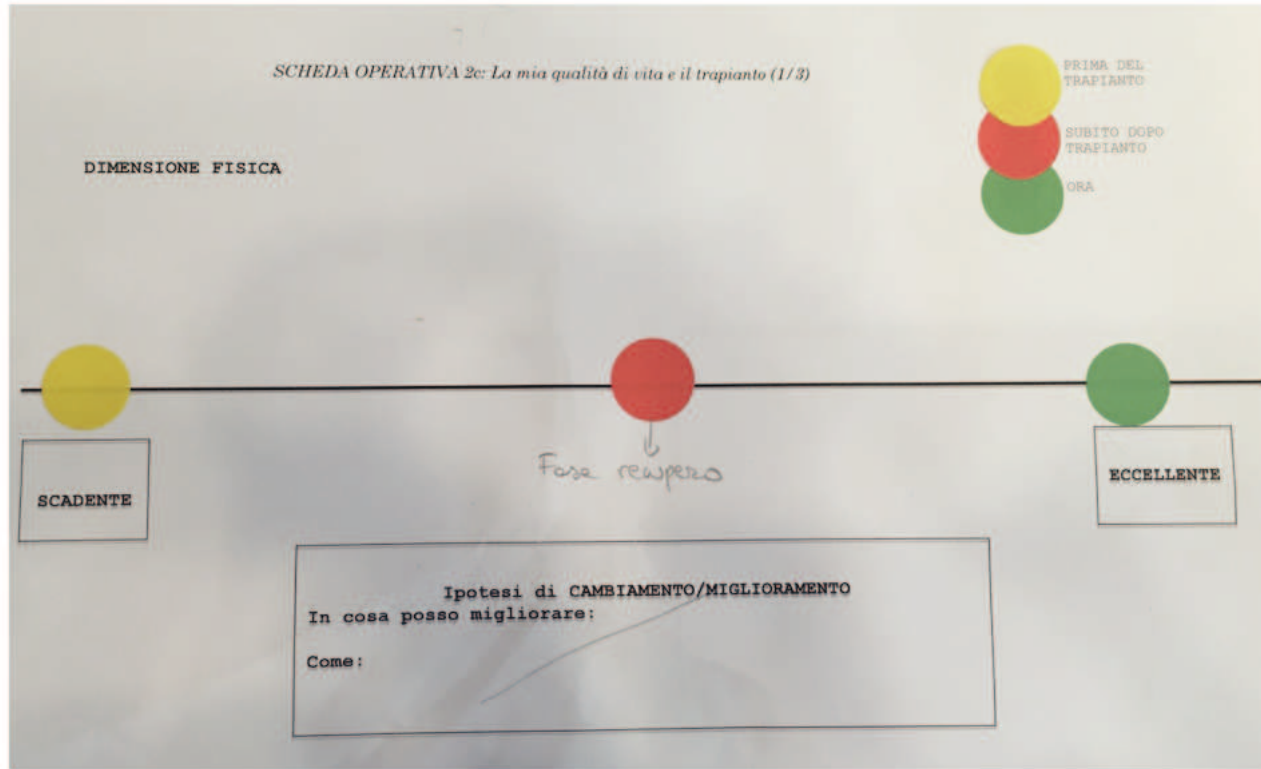 SCHEDA OPERATIVA 2c: La mia qualità di vita e il trapianto (1/3)
PRIMA DEL
TRAPIANTO
SUBITO DOPO
TRAPIANTO
ORA
DIMENSIONE FISICA
Fase recupero
SCADENTE
ECCELLENTE
Ipotesi di CAMBIAMENTO/MIGLIORAMENTO
In cosa posso migliorare:
Come: